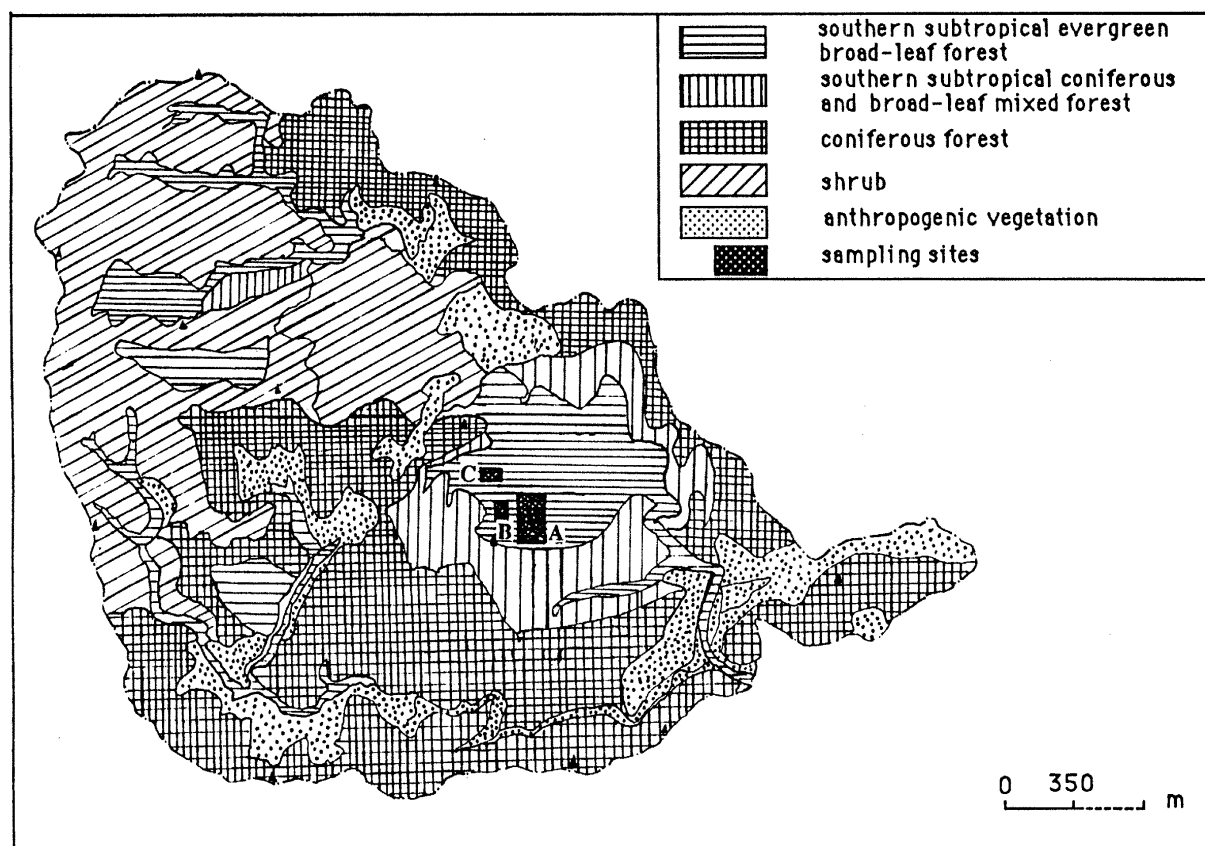 southern subtropical evergreen
broad-leaf forest
southern subtropical coniferous
and broad-leaf mixed forest
coniferous forest
shrub
anthropogenic vegetation
sampling sites
C
B
A
0 350
m